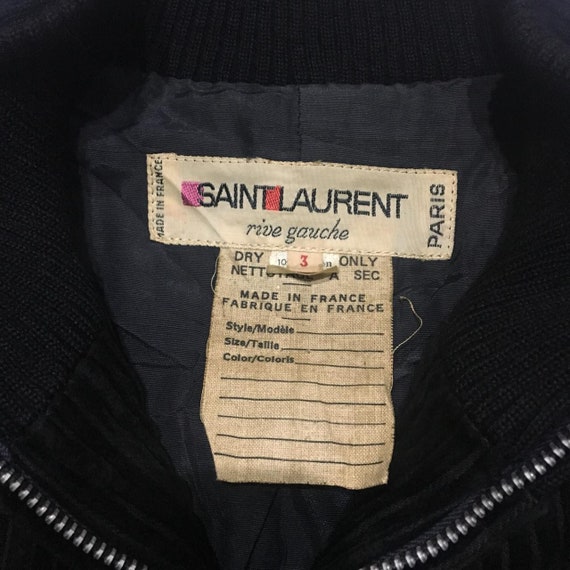 MADE IN FRANCE
SAINT LAURENT
rive gauche
PARIS
DRY ONLY
10 3
A SEC
MADE IN FRANCE
FABRIQUE EN FRANCE
Style/Modèle
Size/Taille
Color/Coloris